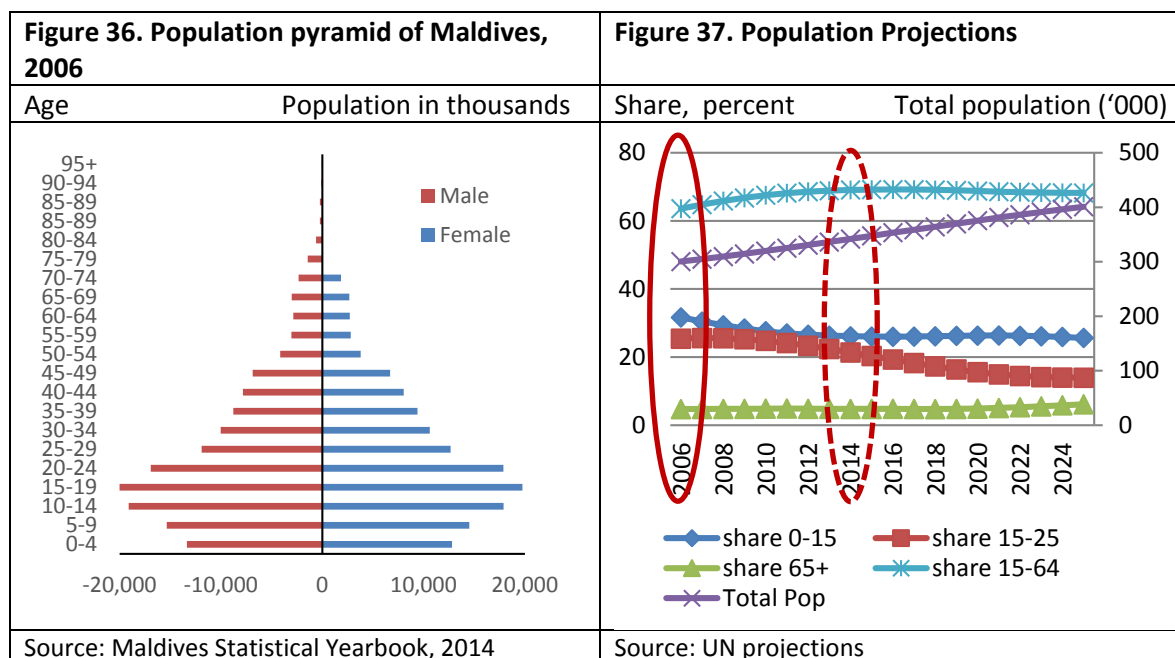 Figure 36. Population pyramid of Maldives,
2006
Age Population in thousands
95+
90-94
85-89
85-89
80-84
75-79
70-74
65-69
60-64
55-59
50-54
45-49
40-44
35-39
30-34
25-29
20-24
15-19
10-14
5-9
0-4
Male
Female
-20,000 -10,000 0 10,000 20,000
Source: Maldives Statistical Yearbook, 2014
Figure 37. Population Projections
Share, percent Total population (‘000)
80
60
40
20
0
500
400
300
200
100
0
2006 2008 2010 2012 2014 2016 2018 2020 2022 2024
share 0-15 share 15-25
share 65+ share 15-64
Total Pop
Source: UN projections